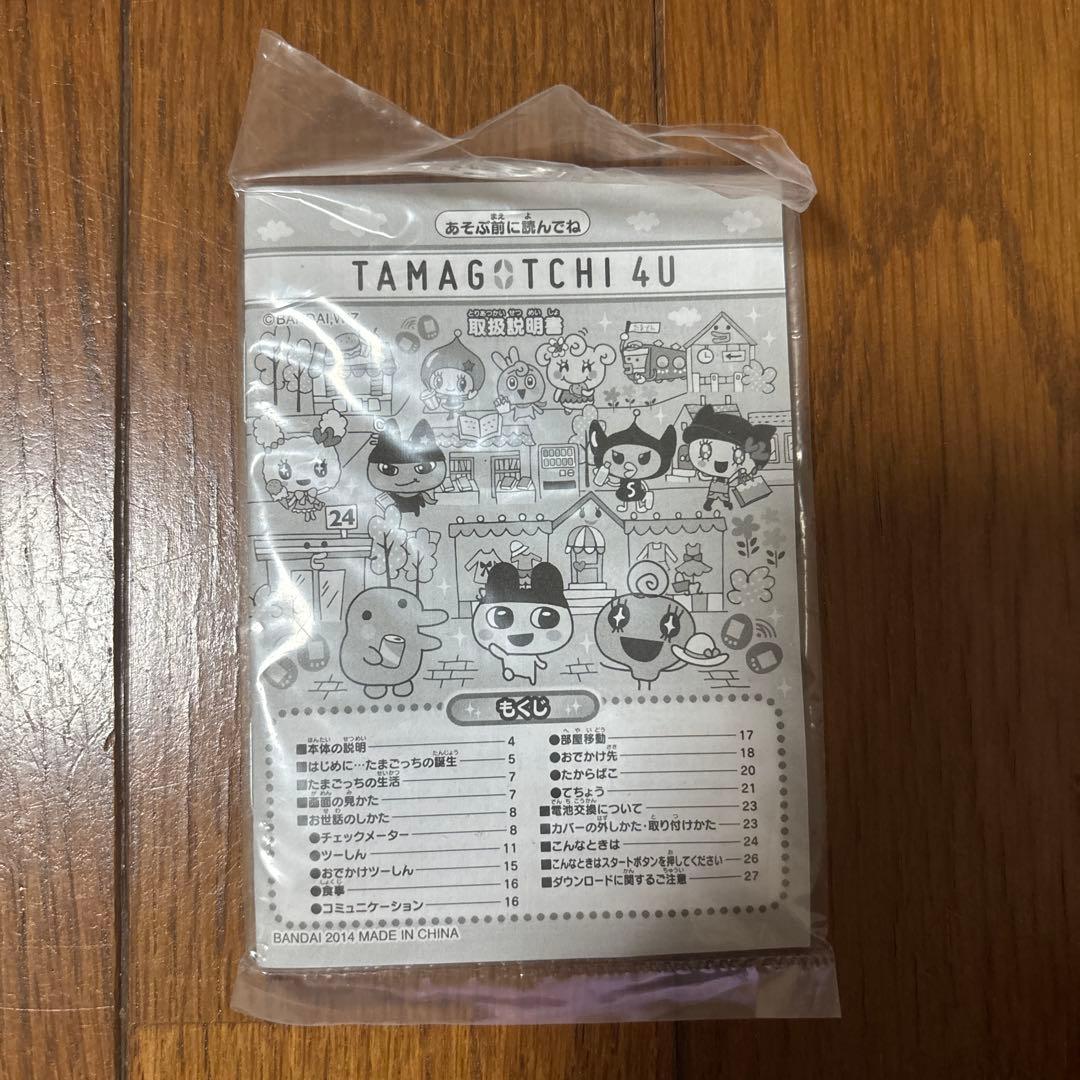 あそぶ前に読んでね
TAMAGOTCHI 4U
©BANDAI,WiZ
取扱説明書
24
S
もくじ
■本体の説明 4
■はじめに…たまごっちの誕生 5
■たまごっちの生活 7
■画面の見かた 7
■お世話のしかた 8
●チェックメーター 8
●ツーしん 11
●おでかけツーしん 15
●食事 16
●コミュニケーション 16
●部屋移動 17
●おでかけ先 18
●たからばこ 20
●てちょう 21
■電池交換について 23
■カバーの外しかた・取り付けかた 23
■こんなときは 24
■こんなときはスタートボタンを押してください 26
■ダウンロードに関するご注意 27
BANDAI 2014 MADE IN CHINA